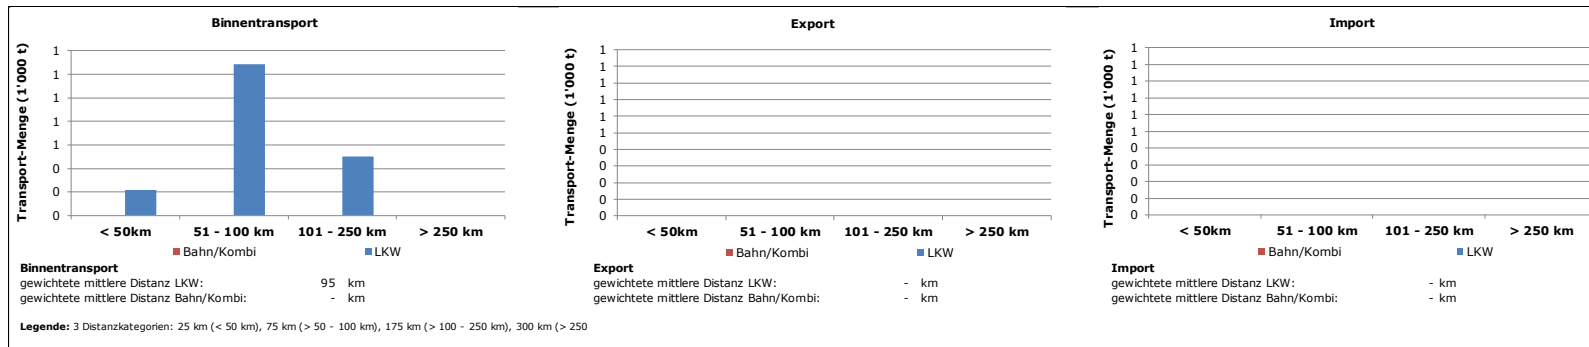 Binnentransport
Transport-Menge (1'000 t)
1
1
1
1
1
0
0
0
< 50km
51 - 100 km
101 - 250 km
> 250 km
Bahn/Kombi
LKW
Binnentransport
gewichtete mittlere Distanz LKW: 95 km
gewichtete mittlere Distanz Bahn/Kombi: - km
Legende: 3 Distanzkategorien: 25 km (< 50 km), 75 km (> 50 - 100 km), 175 km (> 100 - 250 km), 300 km (> 250
Export
Transport-Menge (1'000 t)
1
1
1
1
1
1
0
0
0
0
0
< 50km
51 - 100 km
101 - 250 km
> 250 km
Bahn/Kombi
LKW
Export
gewichtete mittlere Distanz LKW: - km
gewichtete mittlere Distanz Bahn/Kombi: - km
Import
Transport-Menge (1'000 t)
1
1
1
1
1
1
0
0
0
0
0
< 50km
51 - 100 km
101 - 250 km
> 250 km
Bahn/Kombi
LKW
Import
gewichtete mittlere Distanz LKW: - km
gewichtete mittlere Distanz Bahn/Kombi: - km